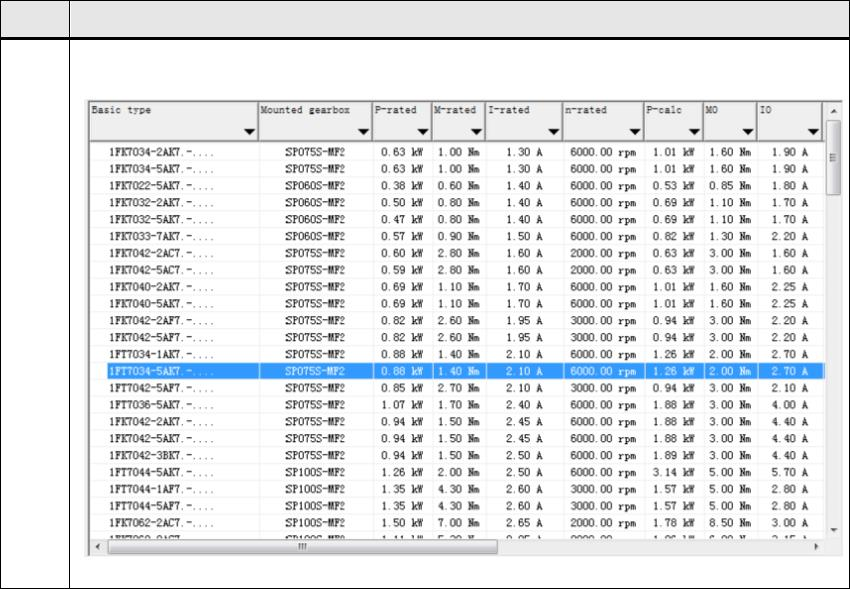 Basic type Mounted gearbox P-rated M-rated I-rated n-rated P-calc M0 I0
1FK7034-2AK7.-.... SP075S-MF2 0.63 kW 1.00 Nm 1.30 A 6000.00 rpm 1.01 kW 1.60 Nm 1.90 A
1FK7034-5AK7.-.... SP075S-MF2 0.63 kW 1.00 Nm 1.30 A 6000.00 rpm 1.01 kW 1.60 Nm 1.90 A
1FK7022-5AK7.-.... SP060S-MF2 0.38 kW 0.60 Nm 1.40 A 6000.00 rpm 0.53 kW 0.85 Nm 1.80 A
1FK7032-2AK7.-.... SP060S-MF2 0.50 kW 0.80 Nm 1.40 A 6000.00 rpm 0.69 kW 1.10 Nm 1.70 A
1FK7032-5AK7.-.... SP060S-MF2 0.47 kW 0.80 Nm 1.40 A 6000.00 rpm 0.69 kW 1.10 Nm 1.70 A
1FK7033-7AK7.-.... SP060S-MF2 0.57 kW 0.90 Nm 1.50 A 6000.00 rpm 0.82 kW 1.30 Nm 2.20 A
1FK7042-2AC7.-.... SP075S-MF2 0.60 kW 2.80 Nm 1.60 A 2000.00 rpm 0.63 kW 3.00 Nm 1.60 A
1FK7042-5AC7.-.... SP075S-MF2 0.59 kW 2.80 Nm 1.60 A 2000.00 rpm 0.63 kW 3.00 Nm 1.60 A
1FK7040-2AK7.-.... SP075S-MF2 0.69 kW 1.10 Nm 1.70 A 6000.00 rpm 1.01 kW 1.60 Nm 2.25 A
1FK7040-5AK7.-.... SP075S-MF2 0.69 kW 1.10 Nm 1.70 A 6000.00 rpm 1.01 kW 1.60 Nm 2.25 A
1FK7042-2AF7.-.... SP075S-MF2 0.82 kW 2.60 Nm 1.95 A 3000.00 rpm 0.94 kW 3.00 Nm 2.20 A
1FK7042-5AF7.-.... SP075S-MF2 0.82 kW 2.60 Nm 1.95 A 3000.00 rpm 0.94 kW 3.00 Nm 2.20 A
1FT7034-1AK7.-.... SP075S-MF2 0.88 kW 1.40 Nm 2.10 A 6000.00 rpm 1.26 kW 2.00 Nm 2.70 A
1FT7034-5AK7.-.... SP075S-MF2 0.88 kW 1.40 Nm 2.10 A 6000.00 rpm 1.26 kW 2.00 Nm 2.70 A
1FT7042-5AF7.-.... SP075S-MF2 0.85 kW 2.70 Nm 2.10 A 3000.00 rpm 0.94 kW 3.00 Nm 2.10 A
1FT7036-5AK7.-.... SP075S-MF2 1.07 kW 1.70 Nm 2.40 A 6000.00 rpm 1.88 kW 3.00 Nm 4.00 A
1FK7042-2AK7.-.... SP075S-MF2 0.94 kW 1.50 Nm 2.45 A 6000.00 rpm 1.88 kW 3.00 Nm 4.40 A
1FK7042-5AK7.-.... SP075S-MF2 0.94 kW 1.50 Nm 2.45 A 6000.00 rpm 1.88 kW 3.00 Nm 4.40 A
1FK7042-3BK7.-.... SP075S-MF2 0.94 kW 1.50 Nm 2.50 A 6000.00 rpm 1.89 kW 3.00 Nm 4.40 A
1FT7044-5AK7.-.... SP100S-MF2 1.26 kW 2.00 Nm 2.50 A 6000.00 rpm 3.14 kW 5.00 Nm 5.70 A
1FT7044-1AF7.-.... SP100S-MF2 1.35 kW 4.30 Nm 2.60 A 3000.00 rpm 1.57 kW 5.00 Nm 2.80 A
1FT7044-5AF7.-.... SP100S-MF2 1.35 kW 4.30 Nm 2.60 A 3000.00 rpm 1.57 kW 5.00 Nm 2.80 A
1FK7062-2AC7.-.... SP100S-MF2 1.50 kW 7.00 Nm 2.65 A 2000.00 rpm 1.78 kW 8.50 Nm 3.00 A